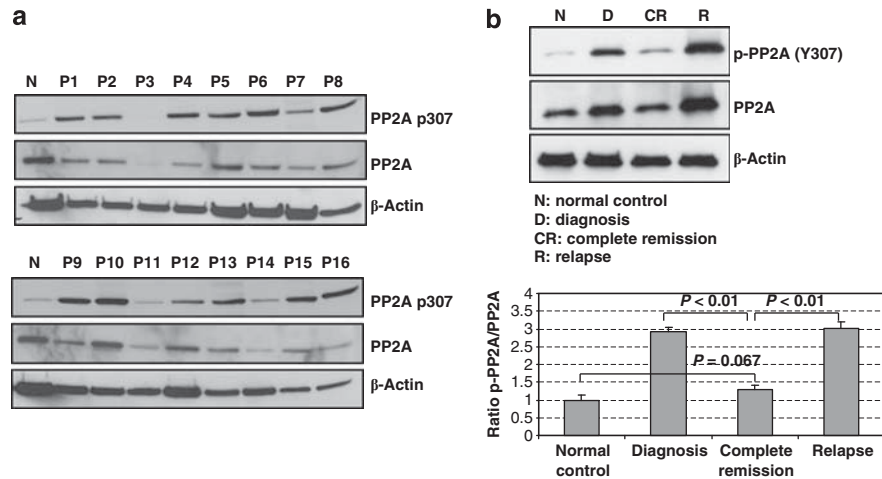 a
N P1 P2 P3 P4 P5 P6 P7 P8
PP2A p307
PP2A
β-Actin
N P9 P10 P11 P12 P13 P14 P15 P16
PP2A p307
PP2A
β-Actin
b
N D CR R
p-PP2A (Y307)
PP2A
β-Actin
N: normal control
D: diagnosis
CR: complete remission
R: relapse
Ratio p-PP2A/PP2A
4
3.5
3
2.5
2
1.5
1
0.5
0
P < 0.01 P < 0.01
P = 0.067
Normal control
Diagnosis
Complete remission
Relapse